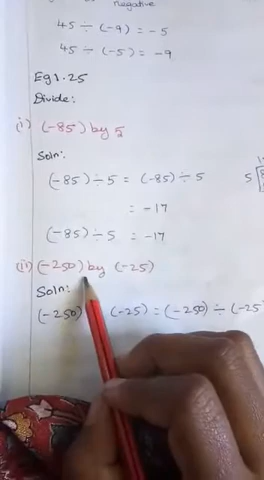 negative
45 ÷ (-9) = -5
45 ÷ (-5) = -9
Eg 1.25
Divide:
(i) (-85) by 5
Soln:
(-85) ÷ 5 = (-85) ÷ 5
= -17
(-85) ÷ 5 = -17
(ii) (-250) by (-25)
Soln:
(-250) (-25) = (-250) ÷ (-25
5